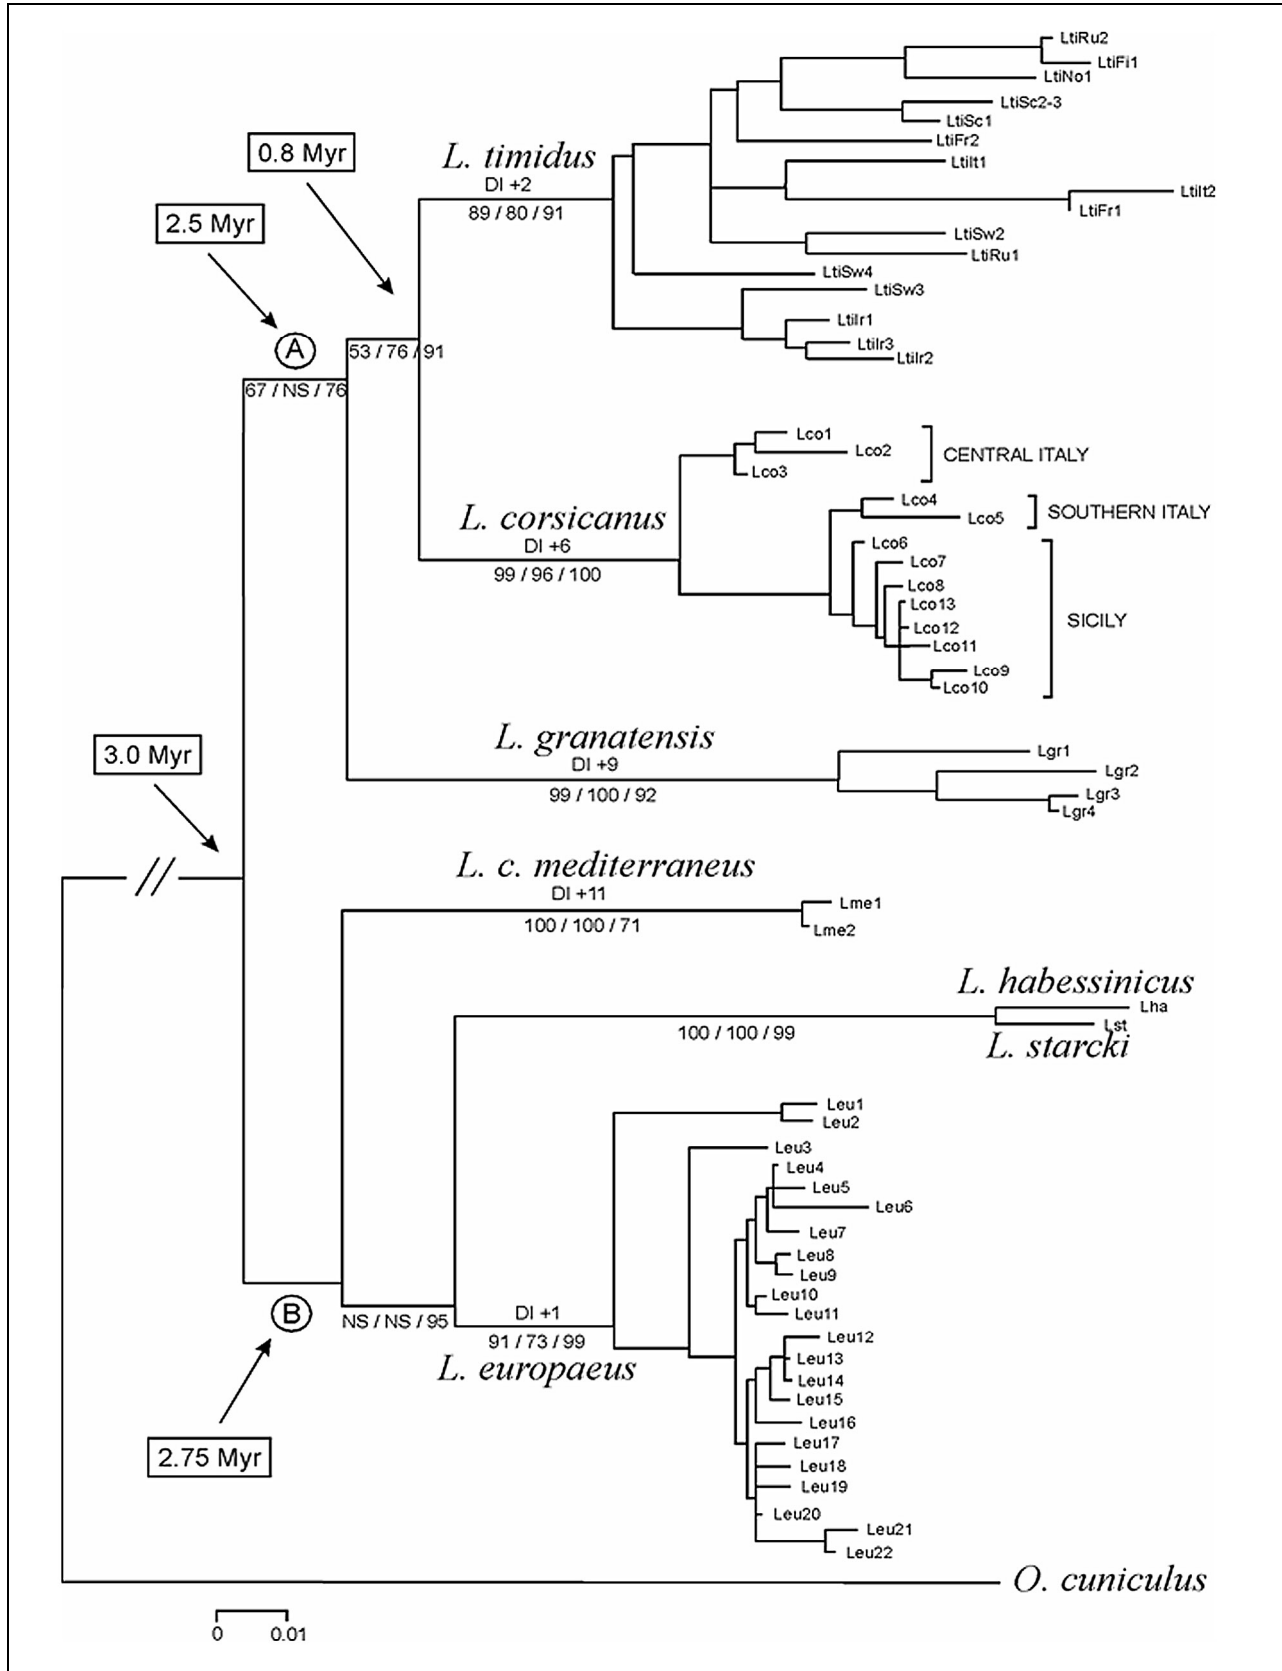 LtiRu2
LtiFi1
LtiNo1
LtiSc2-3
LtiSc1
0.8 Myr
L. timidus
LtiFr2
LtiIt1
DI +2
LtiIt2
89 / 80 / 91
LtiFr1
2.5 Myr
LtiSw2
LtiRu1
LtiSw4
LtiSw3
LtiIr1
A
53 / 76 / 91
LtiIr3
LtiIr2
67 / NS / 76
Lco1
Lco2
CENTRAL ITALY
Lco3
Lco4
L. corsicanus
Lco5
SOUTHERN ITALY
DI +6
Lco6
Lco7
99 / 96 / 100
Lco8
Lco13
Lco12
SICILY
Lco11
Lco9
Lco10
L. granatensis
3.0 Myr
Lgr1
DI +9
Lgr2
99 / 100 / 92
Lgr3
Lgr4
L. c. mediterraneus
DI +11
Lme1
100 / 100 / 71
Lme2
L. habessinicus
Lha
100 / 100 / 99
Lst
L. starcki
Leu1
Leu2
Leu3
Leu4
Leu5
Leu6
Leu7
Leu8
Leu9
Leu10
B
DI +1
Leu11
NS / NS / 95
91 / 73 / 99
Leu12
Leu13
L. europaeus
Leu14
Leu15
Leu16
Leu17
2.75 Myr
Leu18
Leu19
Leu20
Leu21
Leu22
O. cuniculus
0 0.01